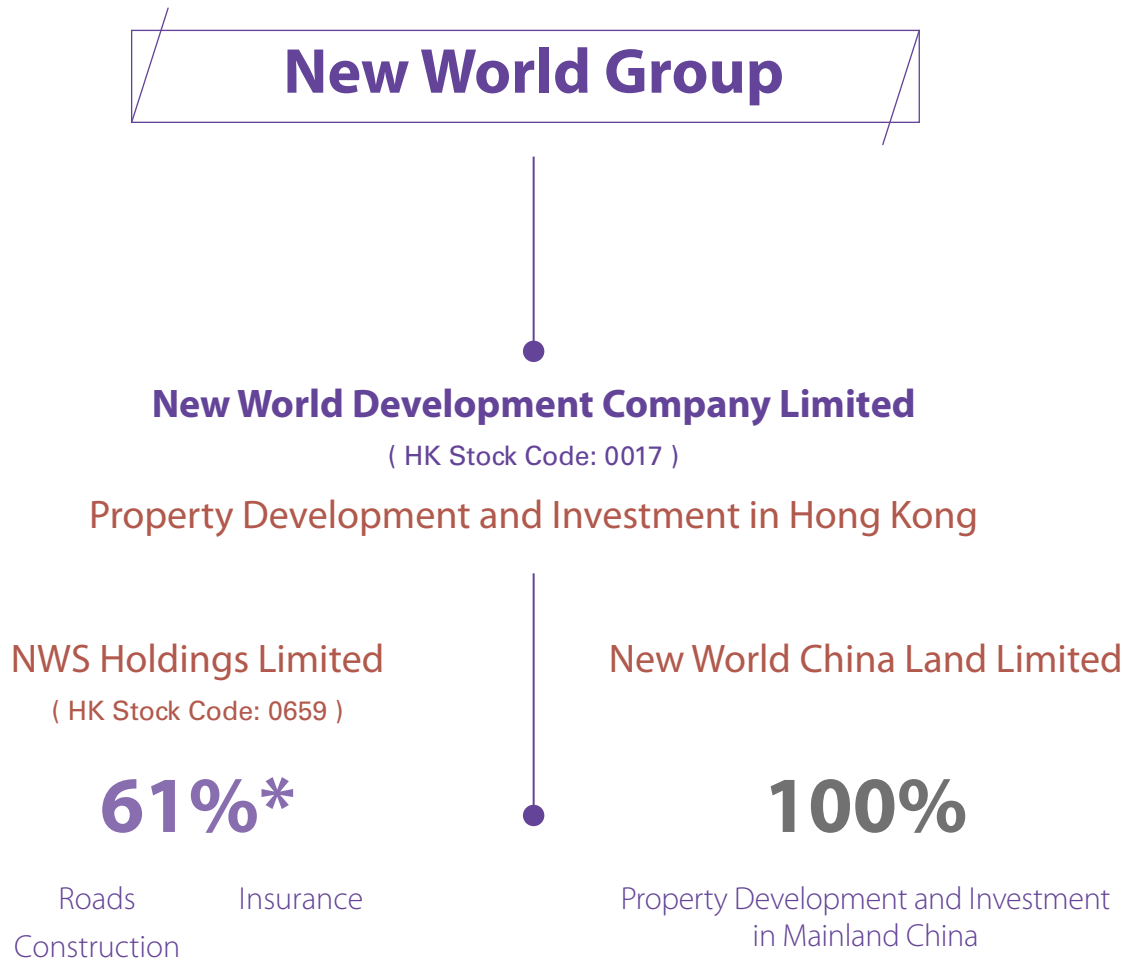 New World Group
New World Development Company Limited
( HK Stock Code: 0017 )
Property Development and Investment in Hong Kong
NWS Holdings Limited
( HK Stock Code: 0659 )
61%*
Roads
Insurance
Construction
New World China Land Limited
100%
Property Development and Investment
in Mainland China